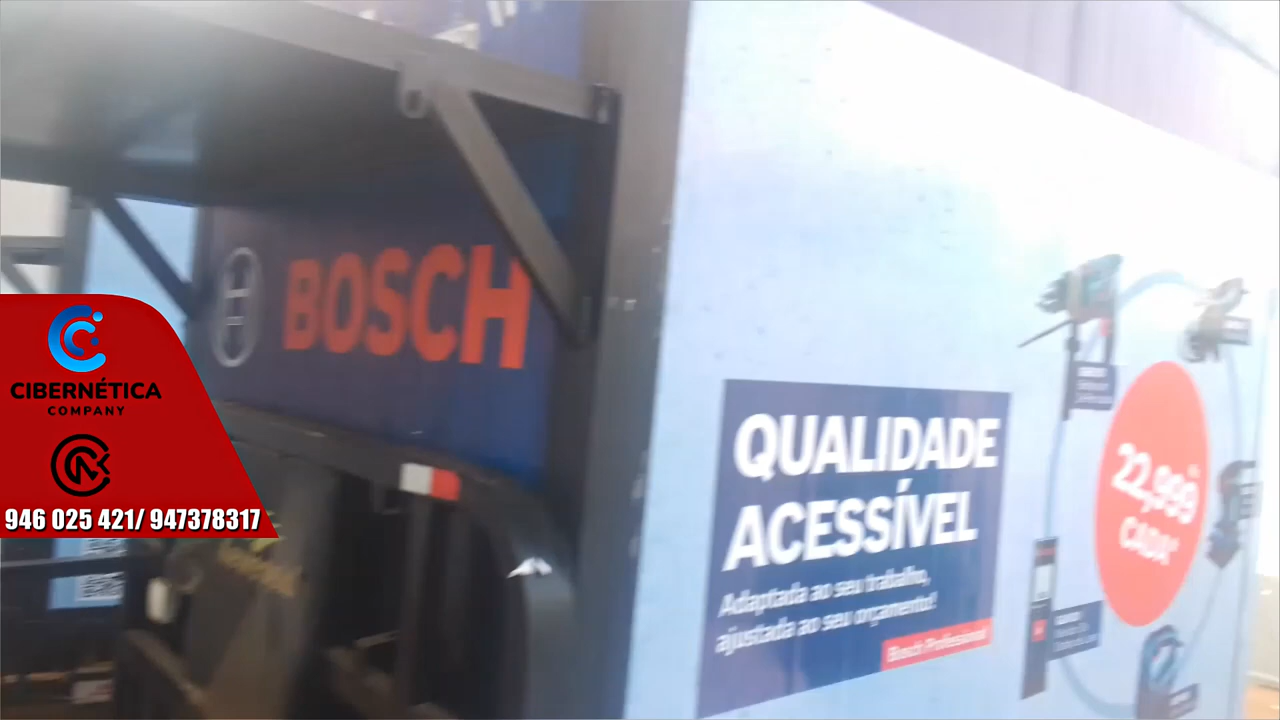 BOSCH
CIBERNÉTICA
COMPANY
946 025 421/ 947378317
QUALIDADE
ACESSÍVEL
Adaptada ao seu trabalho,
ajustada ao seu orçamento!
Bosch Professional
22,999
CADA*